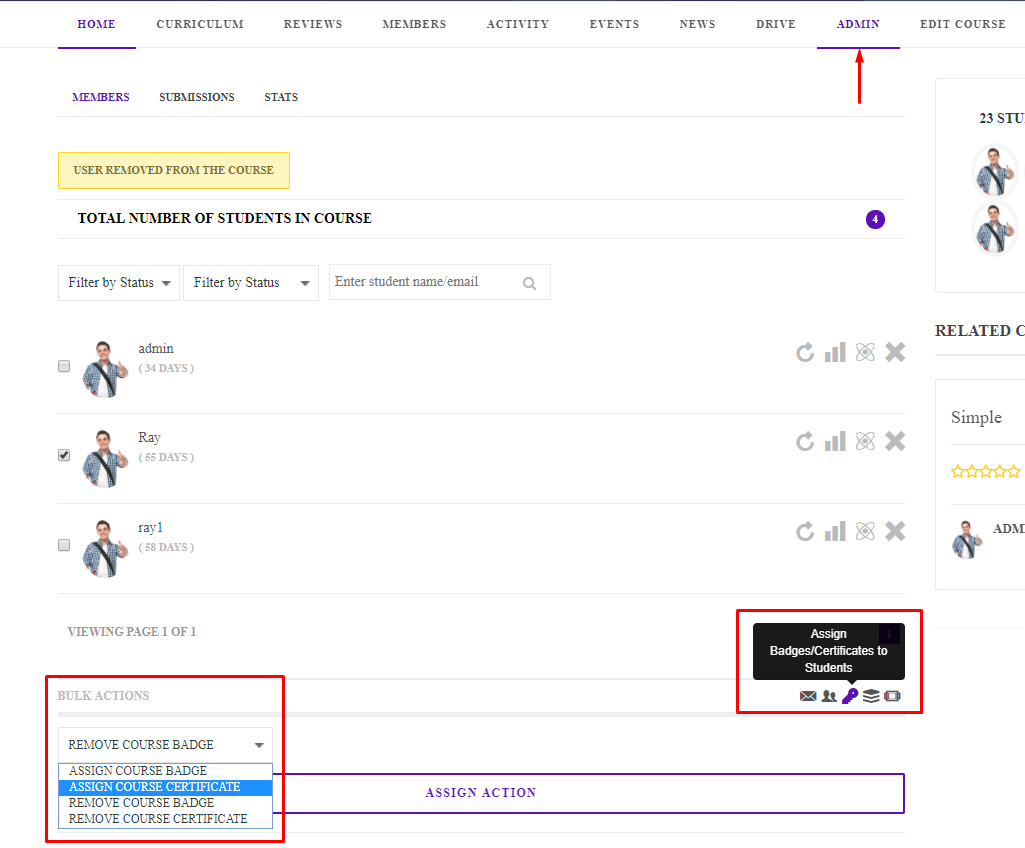 HOME CURRICULUM REVIEWS MEMBERS ACTIVITY EVENTS NEWS DRIVE ADMIN EDIT COURSE
MEMBERS SUBMISSIONS STATS
23 STU
USER REMOVED FROM THE COURSE
TOTAL NUMBER OF STUDENTS IN COURSE 4
Filter by Status Filter by Status Enter student name/email
RELATED C
admin
( 34 DAYS )
Simple
Ray
( 55 DAYS )
ADMI
ray1
( 58 DAYS )
VIEWING PAGE 1 OF 1
1
Assign
Badges/Certificates to
Students
BULK ACTIONS
REMOVE COURSE BADGE
ASSIGN COURSE BADGE
ASSIGN COURSE CERTIFICATE
REMOVE COURSE BADGE
REMOVE COURSE CERTIFICATE
ASSIGN ACTION